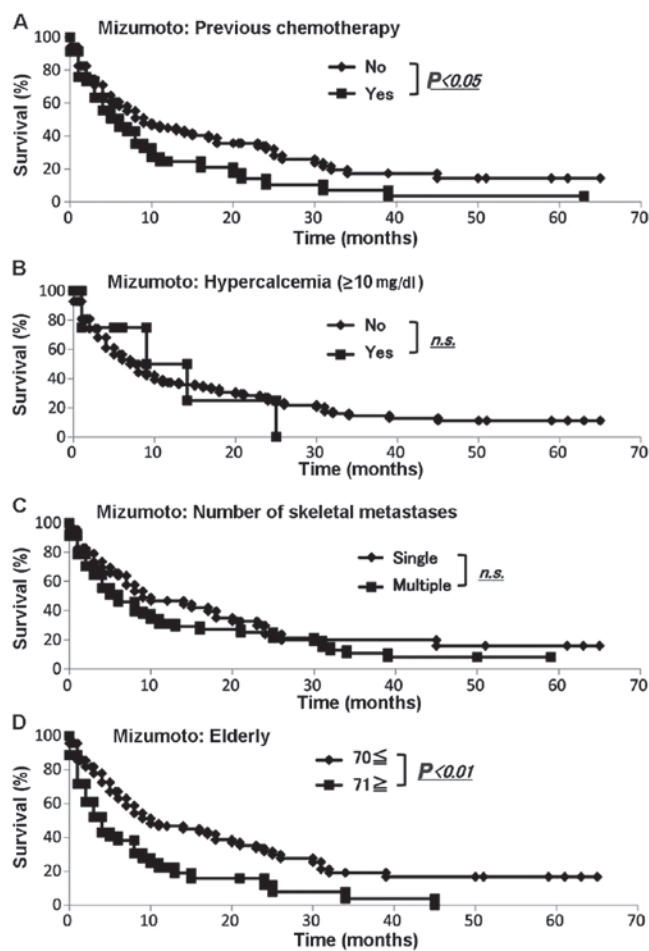 A Mizumoto: Previous chemotherapy
100
80
60
40
20
0
Survival (%)
No
Yes
P<0.05
0 10 20 30 40 50 60 70
Time (months)
B Mizumoto: Hypercalcemia (≥10 mg/dl)
100
80
60
40
20
0
Survival (%)
No
Yes
n.s.
0 10 20 30 40 50 60 70
Time (months)
C Mizumoto: Number of skeletal metastases
100
80
60
40
20
0
Survival (%)
Single
Multiple
n.s.
0 10 20 30 40 50 60 70
Time (months)
D Mizumoto: Elderly
100
80
60
40
20
0
Survival (%)
70≦
71≧
P<0.01
0 10 20 30 40 50 60 70
Time (months)